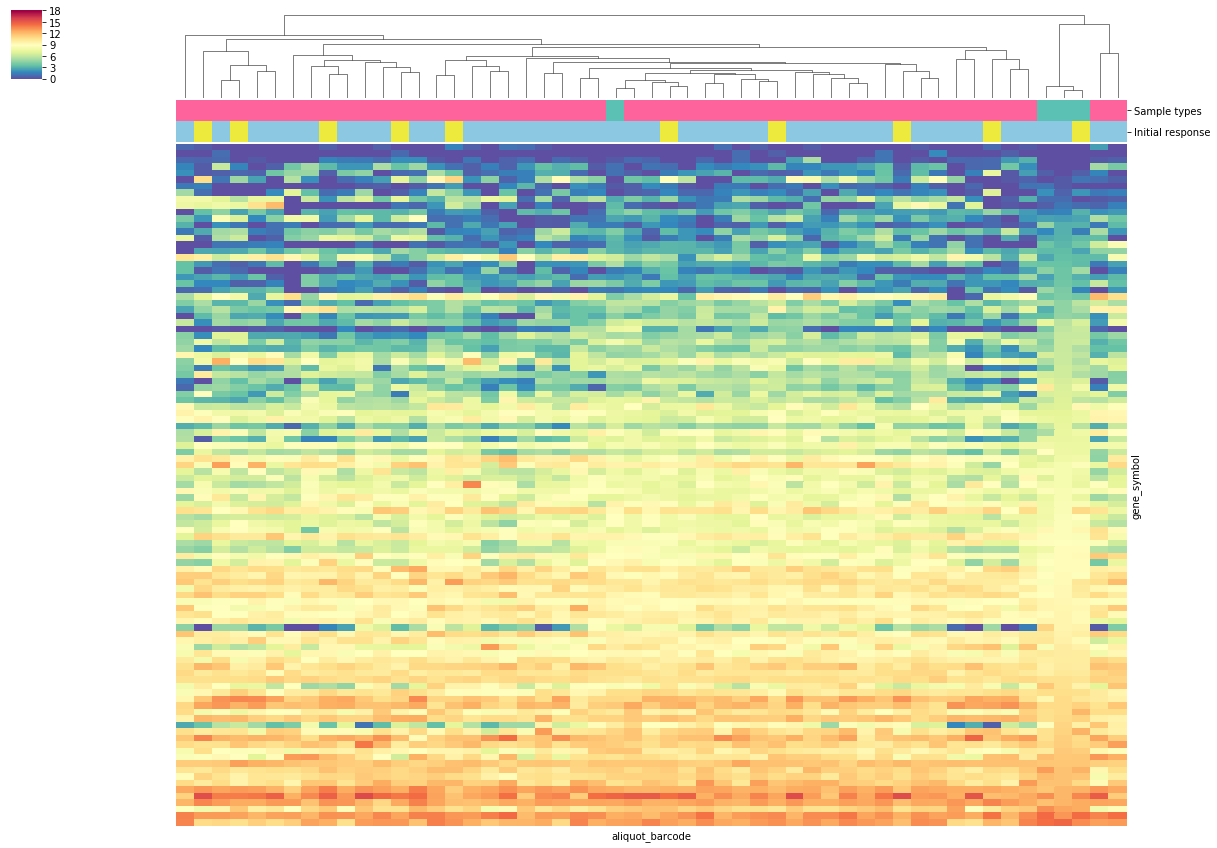 18
15
12
9
6
3
0
Sample types
Initial response
gene_symbol
aliquot_barcode